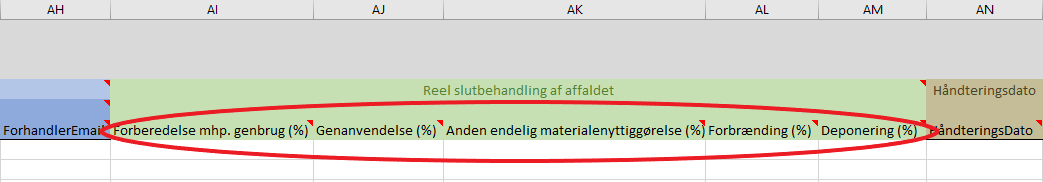 AH AI AJ AK AL AM AN
Reel slutbehandling af affaldet Håndteringsdato
ForhandlerEmail Forberedelse mhp. genbrug (%) Genanvendelse (%) Anden endelig materialenyttiggørelse (%) Forbrænding (%) Deponering (%) HåndteringsDato